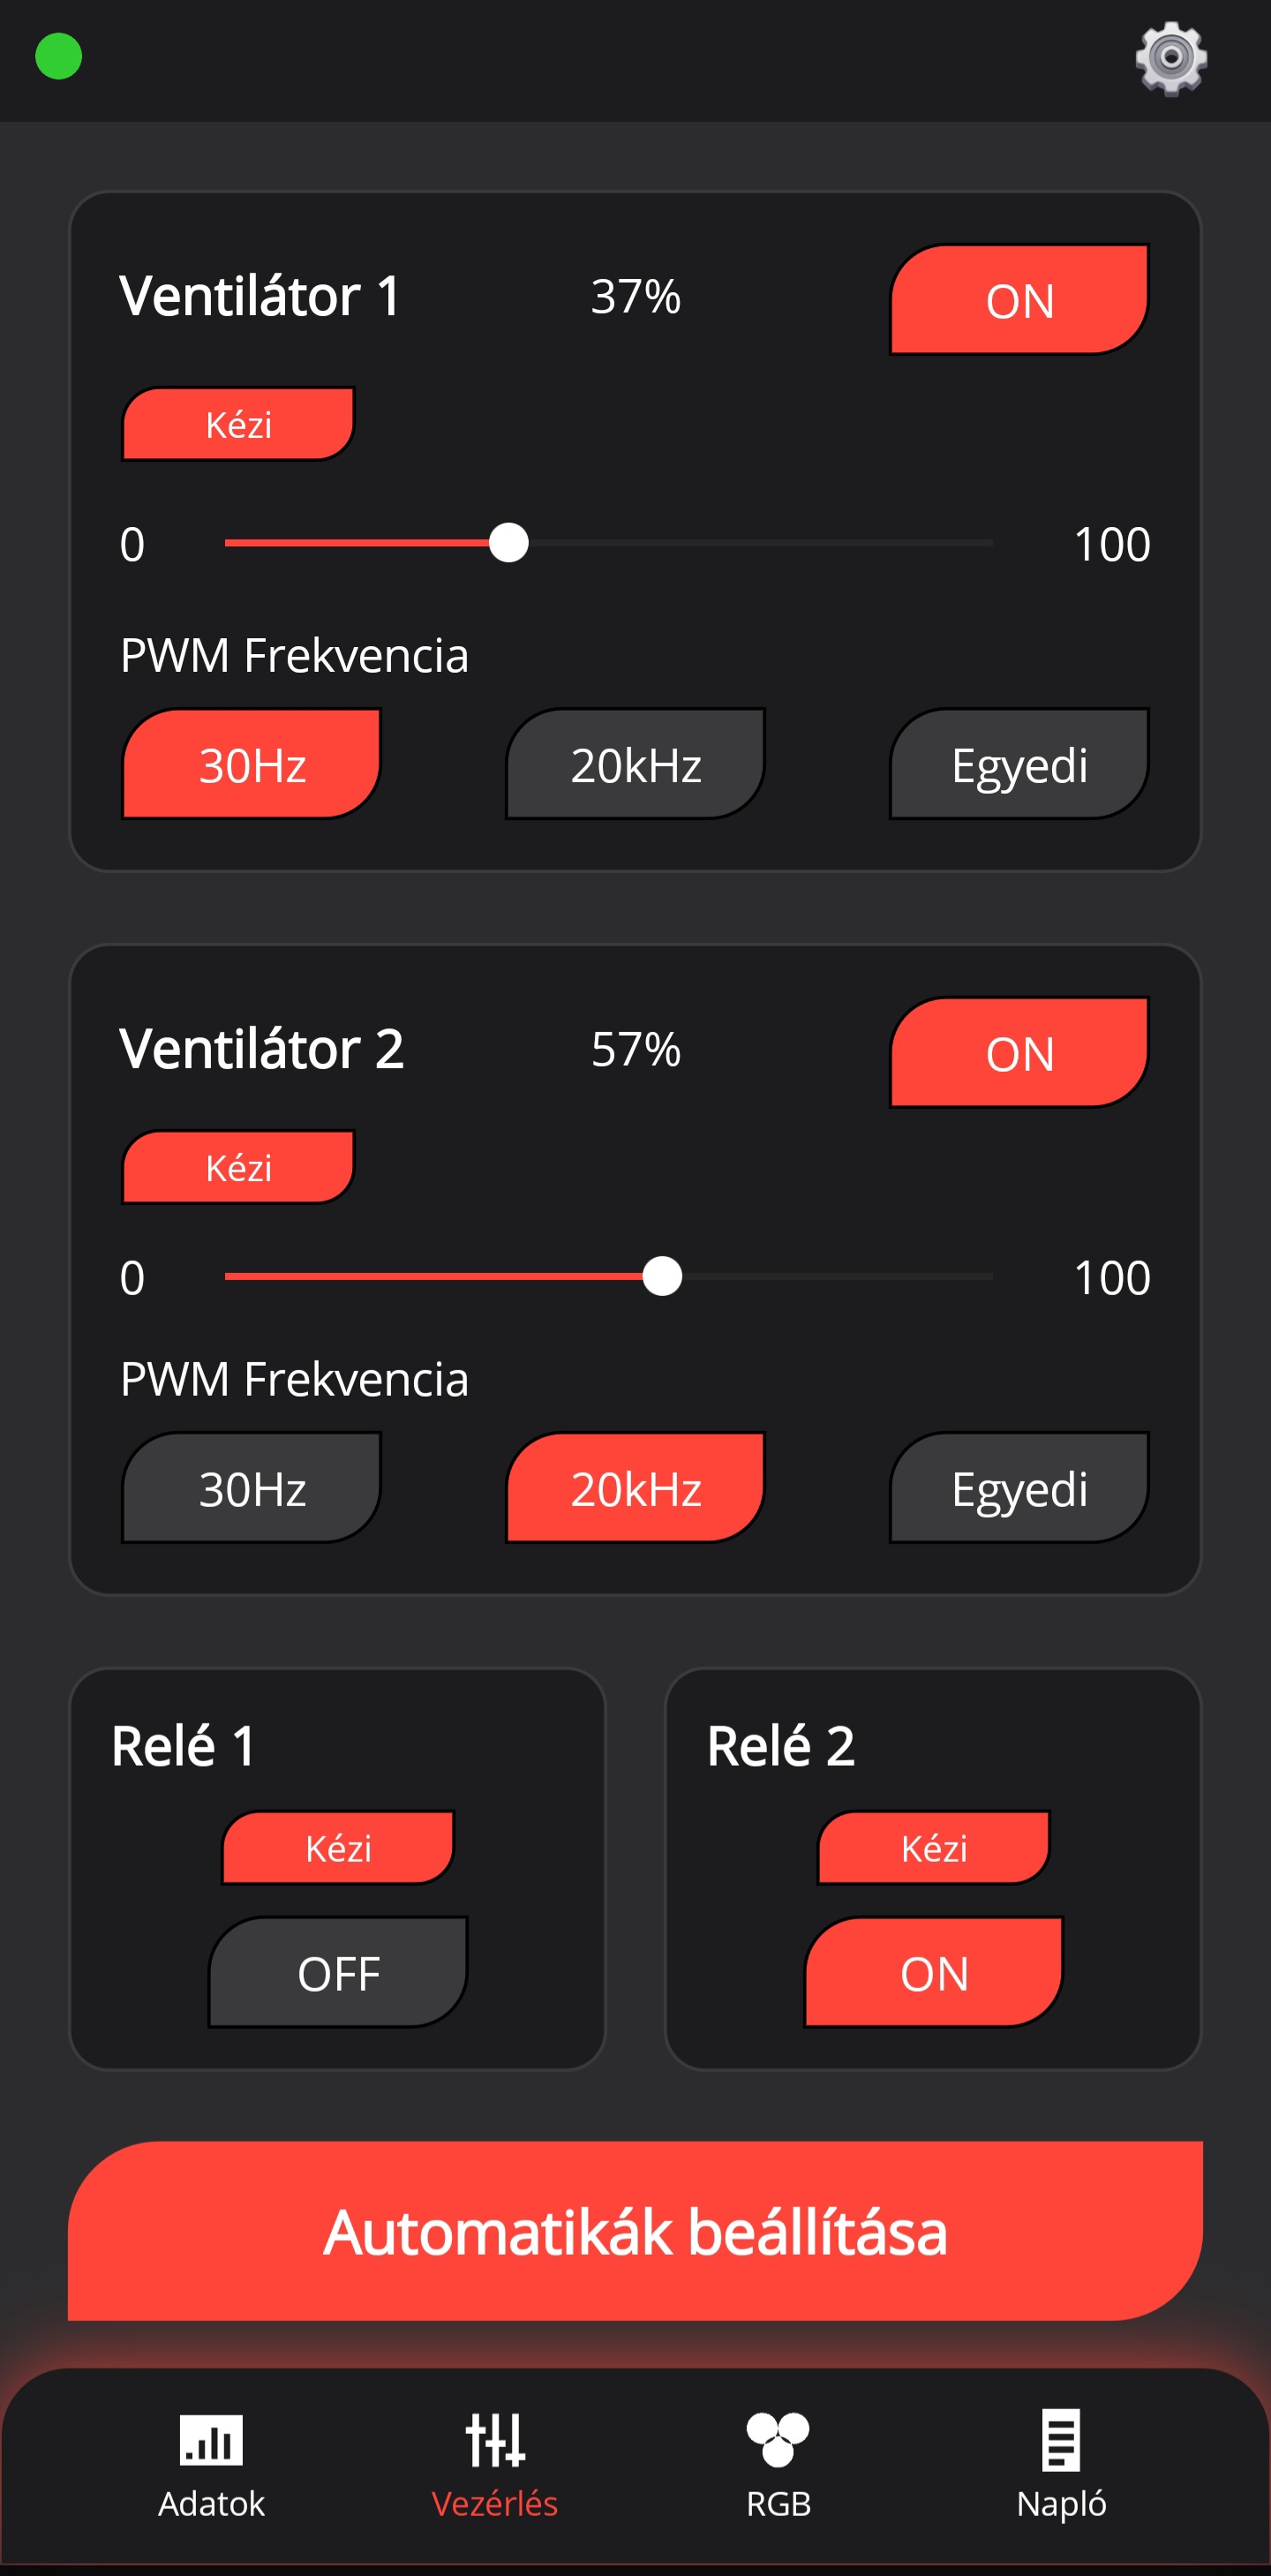 Ventilátor 1 37% ON
Kézi
0 100
PWM Frekvencia
30Hz 20kHz Egyedi
Ventilátor 2 57% ON
Kézi
0 100
PWM Frekvencia
30Hz 20kHz Egyedi
Relé 1
Kézi
OFF
Relé 2
Kézi
ON
Automatikák beállítása
Adatok Vezérlés RGB Napló